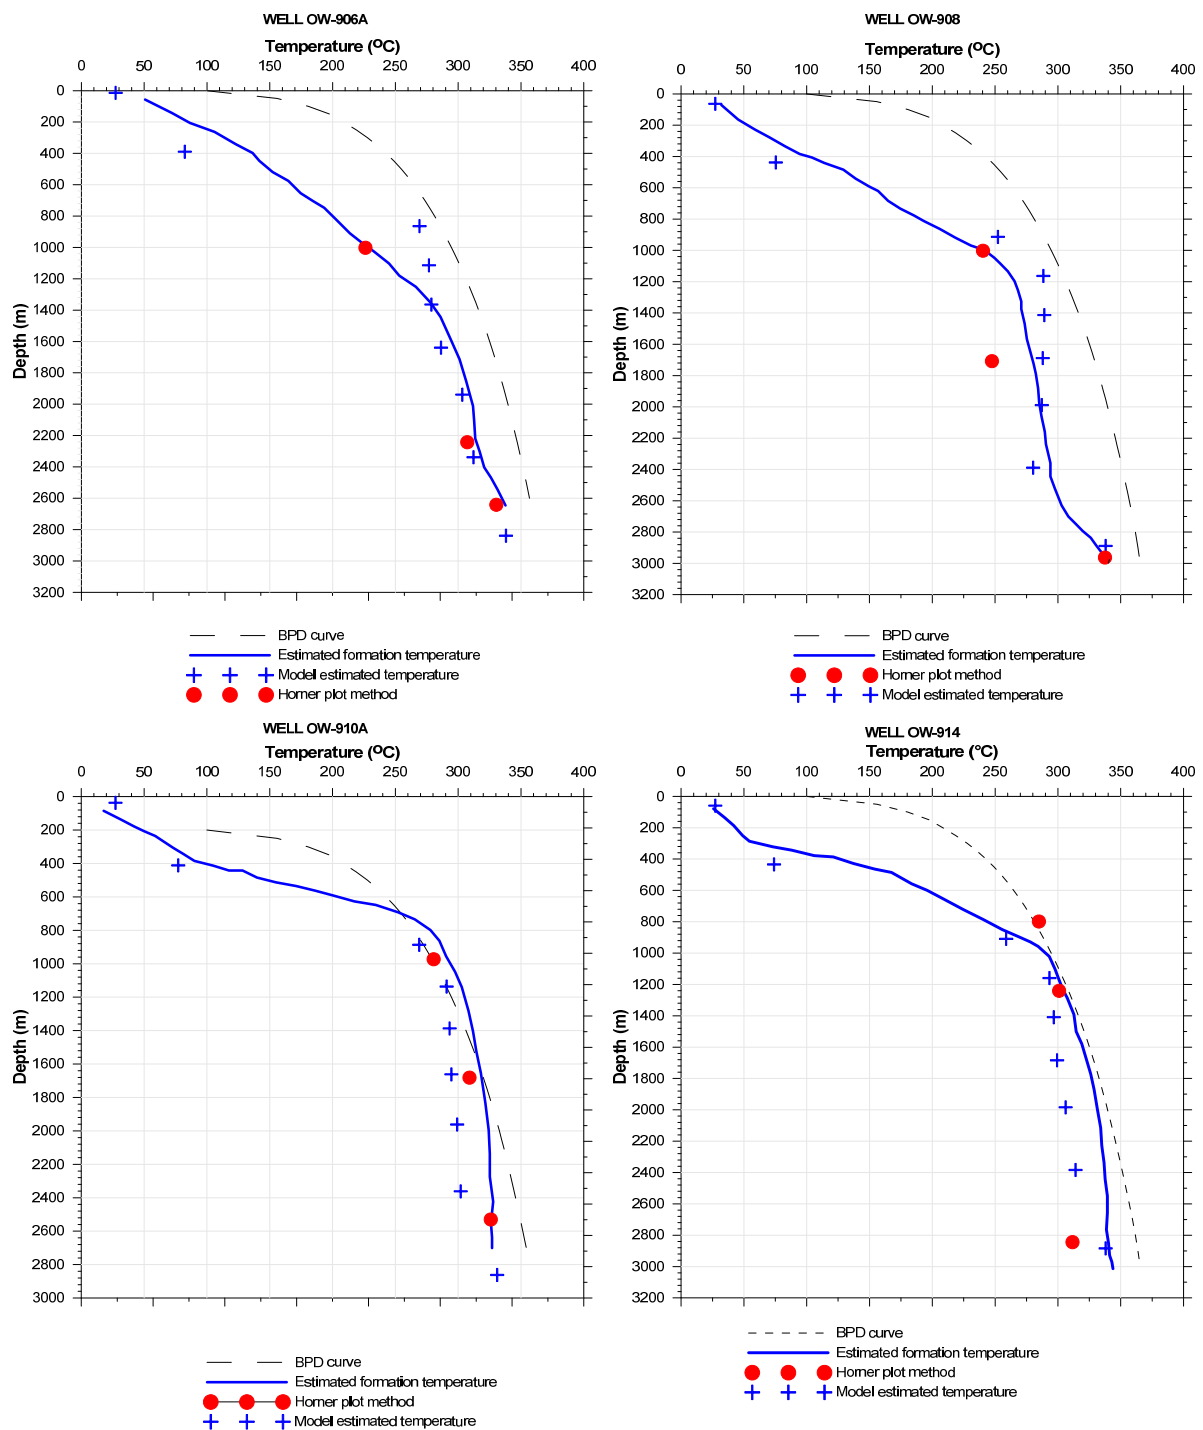 WELL OW-906A
Temperature (OC)
0 50 100 150 200 250 300 350 400
0
200
400
600
800
1000
1200
1400
1600
1800
2000
2200
2400
2600
2800
3000
3200
Depth (m)
BPD curve
Estimated formation temperature
Model estimated temperature
Horner plot method
WELL OW-908
Temperature (OC)
0 50 100 150 200 250 300 350 400
0
200
400
600
800
1000
1200
1400
1600
1800
2000
2200
2400
2600
2800
3000
3200
Depth (m)
BPD curve
Estimated formation temperature
Horner plot method
Model estimated temperature
WELL OW-910A
Temperature (OC)
0 50 100 150 200 250 300 350 400
0
200
400
600
800
1000
1200
1400
1600
1800
2000
2200
2400
2600
2800
3000
Depth (m)
BPD curve
Estimated formation temperature
Horner plot method
Model estimated temperature
WELL OW-914
Temperature (°C)
0 50 100 150 200 250 300 350 400
0
200
400
600
800
1000
1200
1400
1600
1800
2000
2200
2400
2600
2800
3000
3200
Depth (m)
BPD curve
Estimated formation temperature
Horner plot method
Model estimated temperature